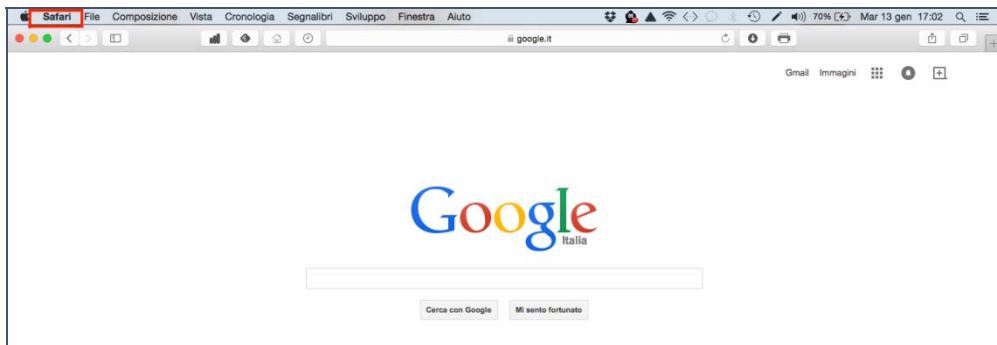 Safari File Composizione Vista Cronologia Segnalibri Sviluppo Finestra Aiuto 70% Mar 13 gen 17:02
google.it
Gmail Immagini
Google
Italia
Cerca con Google Mi sento fortunato